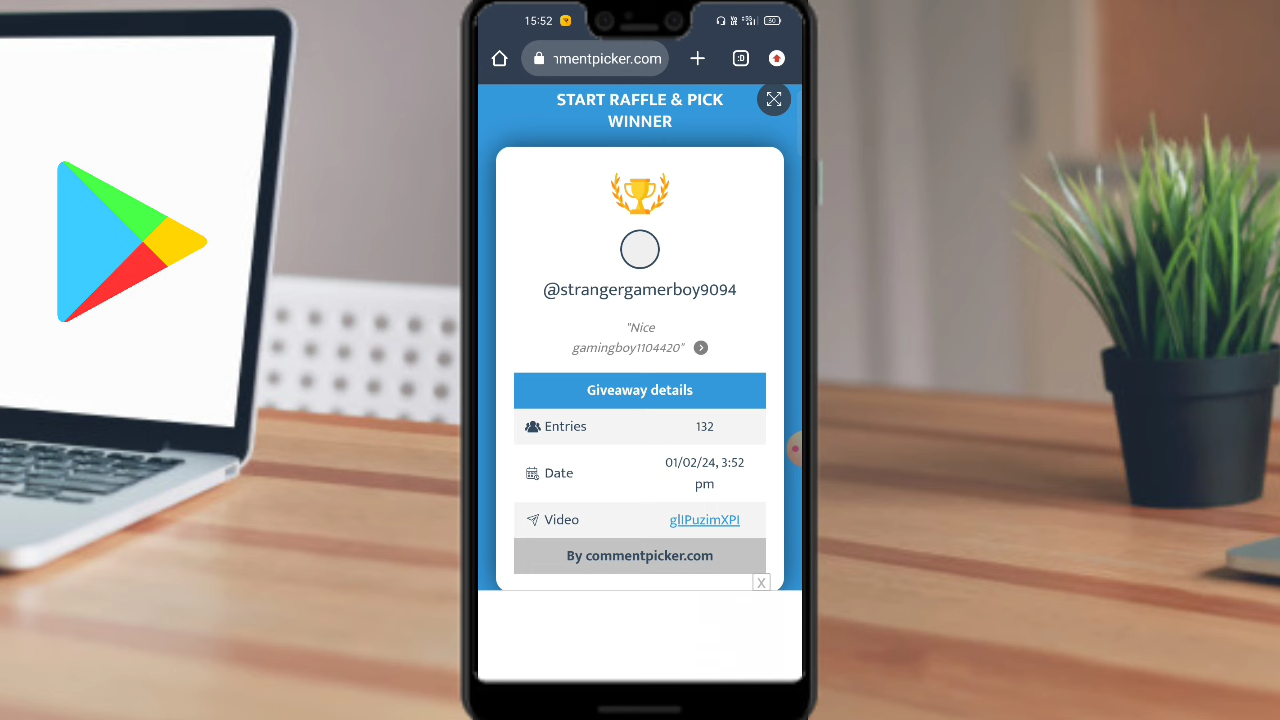 15:52
nmentpicker.com
START RAFFLE & PICK
WINNER
@strangergamerboy9094
"Nice
gamingboy1104420"
Giveaway details
Entries 132
Date 01/02/24, 3:52
pm
Video glIPuzimXPI
By commentpicker.com
X